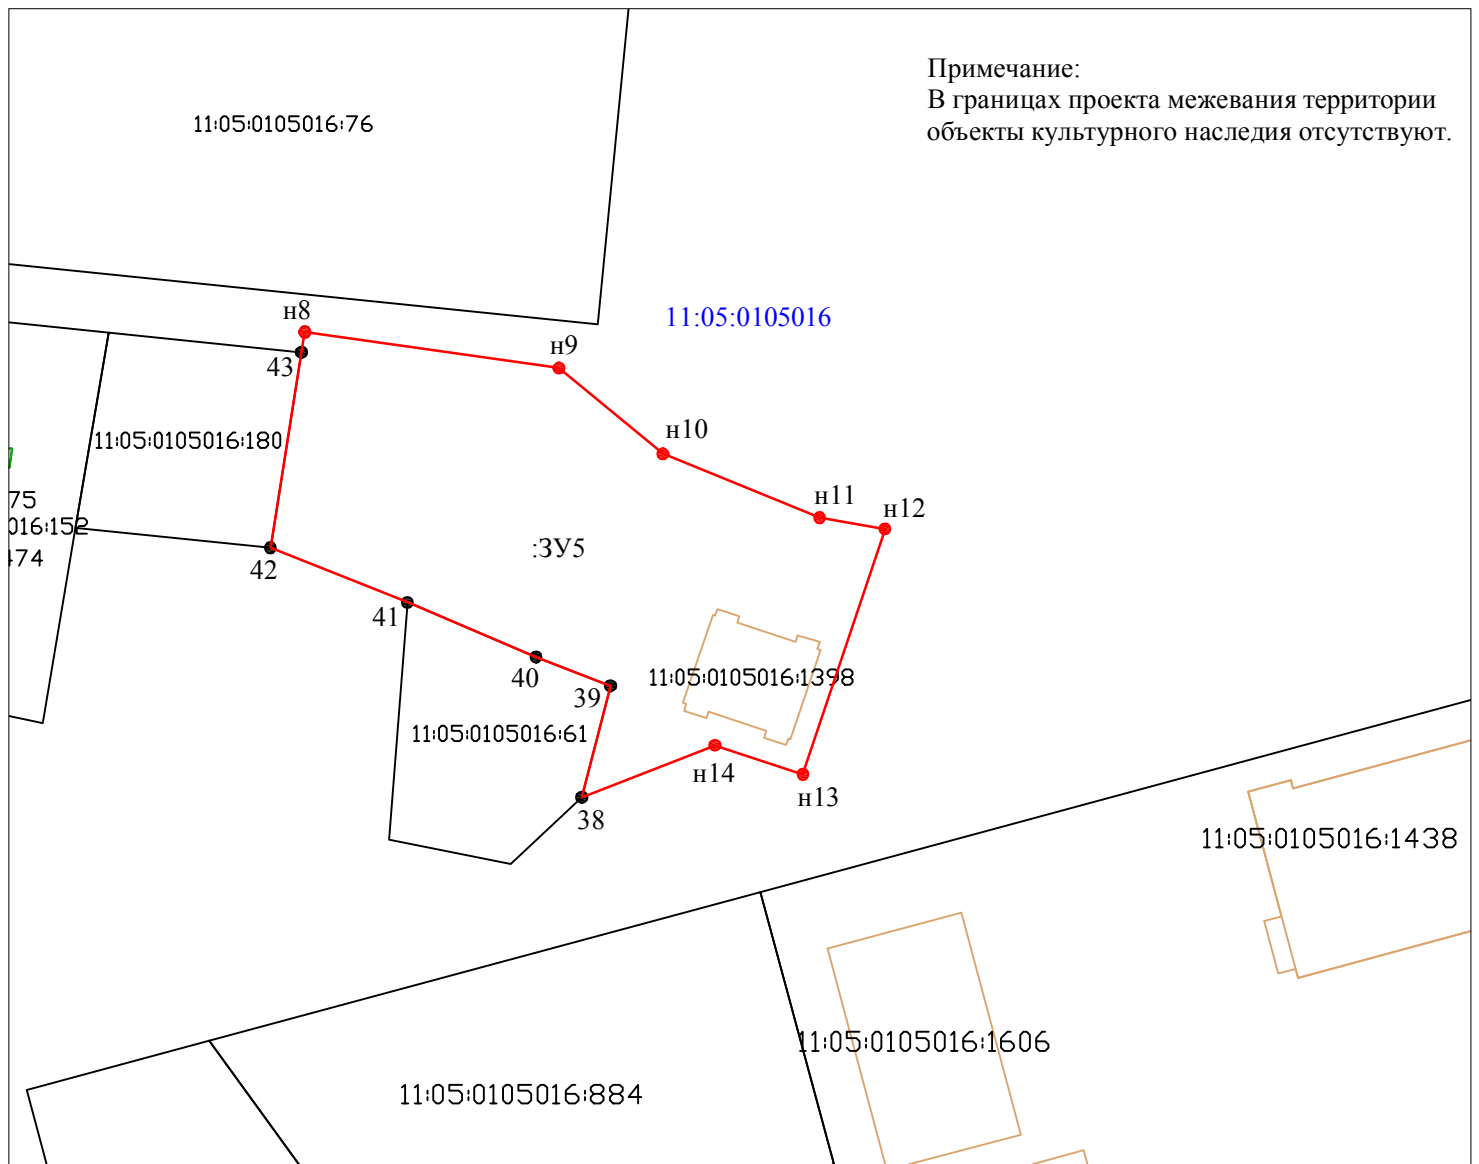 Примечание:
В границах проекта межевания территории
объекты культурного наследия отсутствуют.
11:05:0105016:76
н8
11:05:0105016
н9
43
н10
11:05:0105016:180
75
016:152
474
н11
н12
:ЗУ5
42
41
40
39
11:05:0105016:1398
11:05:0105016:61
н14
н13
38
11:05:0105016:1438
11:05:0105016:1606
11:05:0105016:884